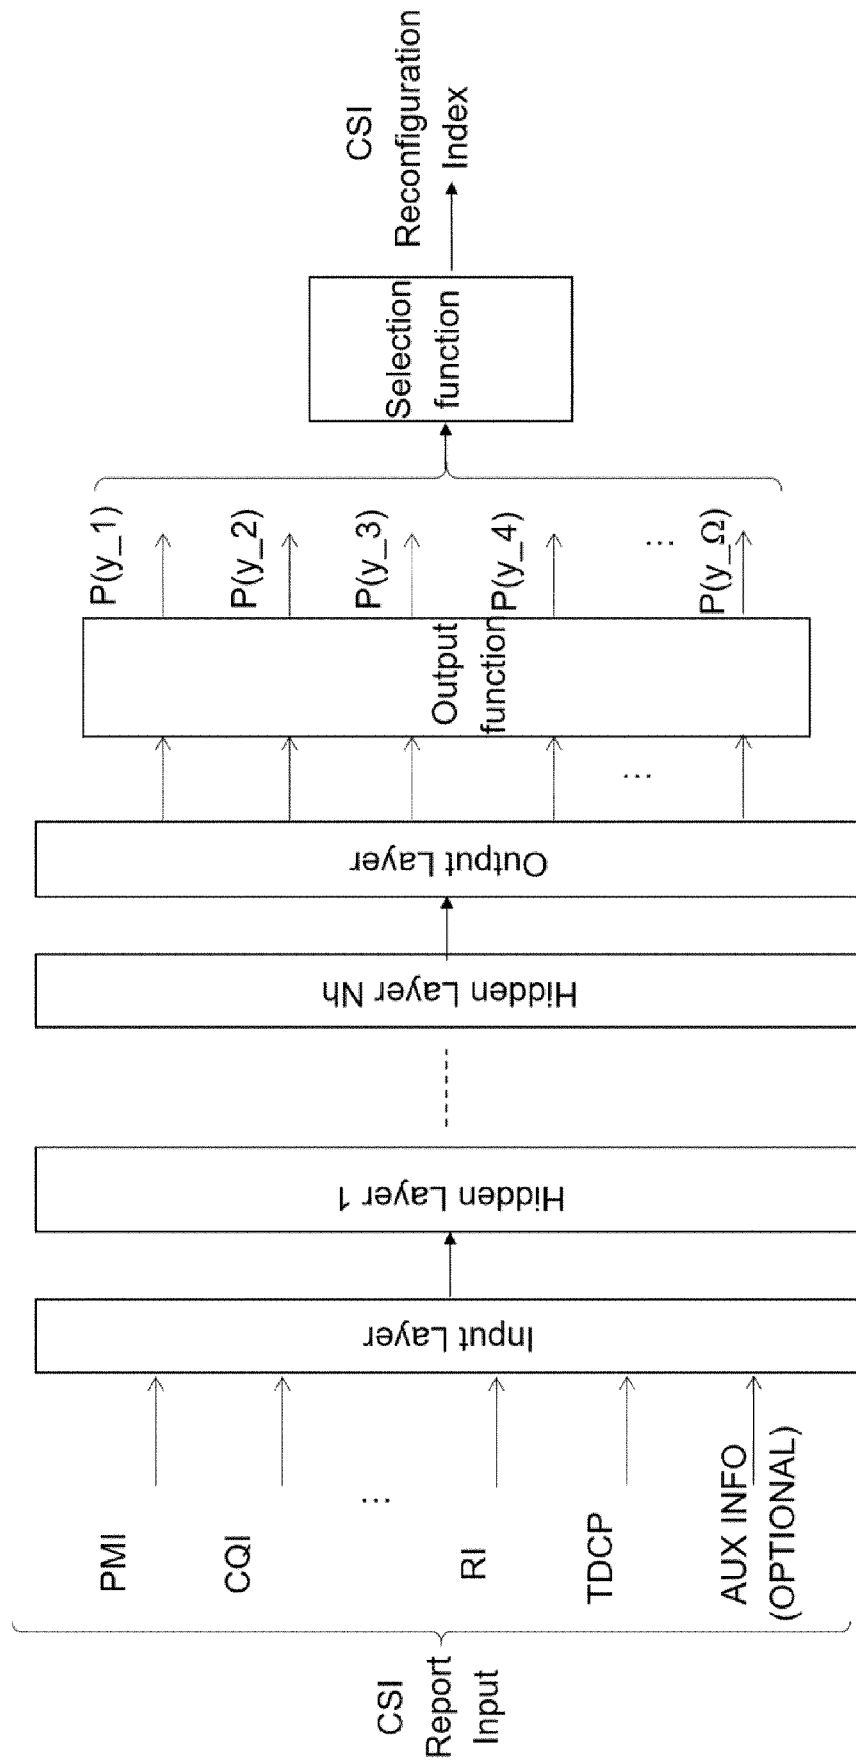 CSI
Report
Input
PMI
CQI
...
RI
TDCP
AUX INFO
(OPTIONAL)
Input Layer
Hidden Layer 1
Hidden Layer Nh
Output Layer
...
Output
function
P(y_1)
P(y_2)
P(y_3)
P(y_4)
...
P(y_Ω)
Selection
function
CSI
Reconfiguration
Index